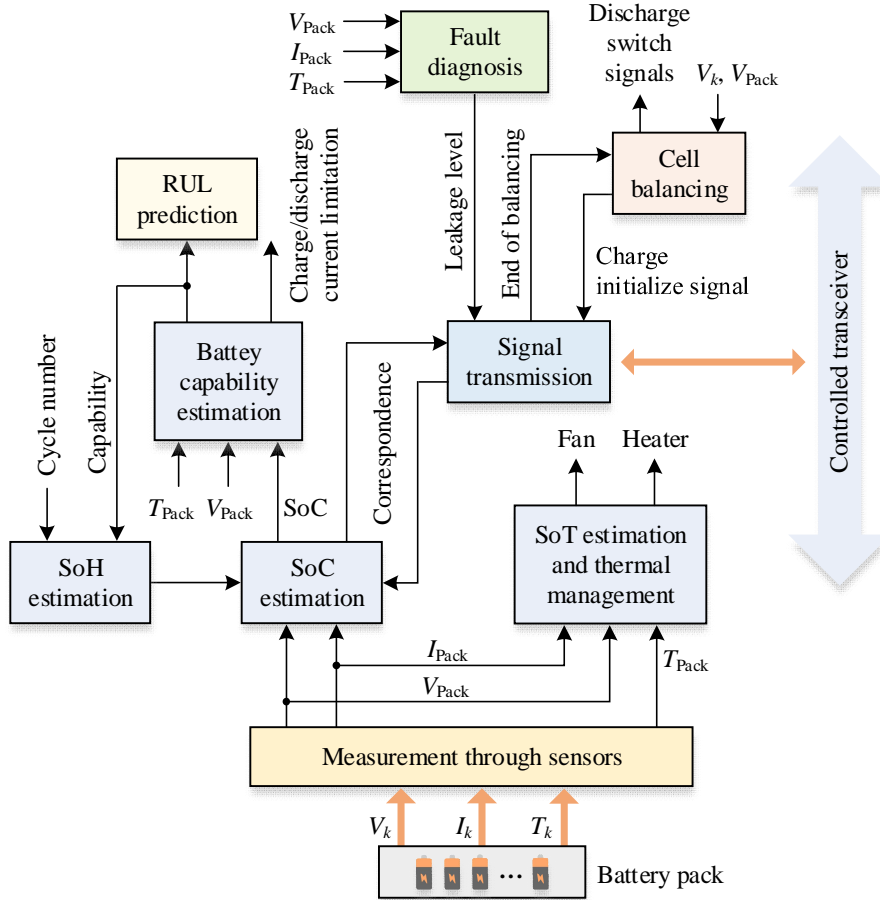 V_Pack
I_Pack
T_Pack
Fault
diagnosis
Discharge
switch
signals
V_k, V_Pack
Cell
balancing
RUL
prediction
Charge/discharge
current limitation
Leakage level
End of balancing
Charge
initialize signal
Controlled transceiver
Battey
capability
estimation
Signal
transmission
Cycle number
Capability
Correspondence
T_Pack
V_Pack
SoC
Fan
Heater
SoH
estimation
SoC
estimation
SoT estimation
and thermal
management
I_Pack
V_Pack
T_Pack
Measurement through sensors
V_k
I_k
T_k
...
Battery pack